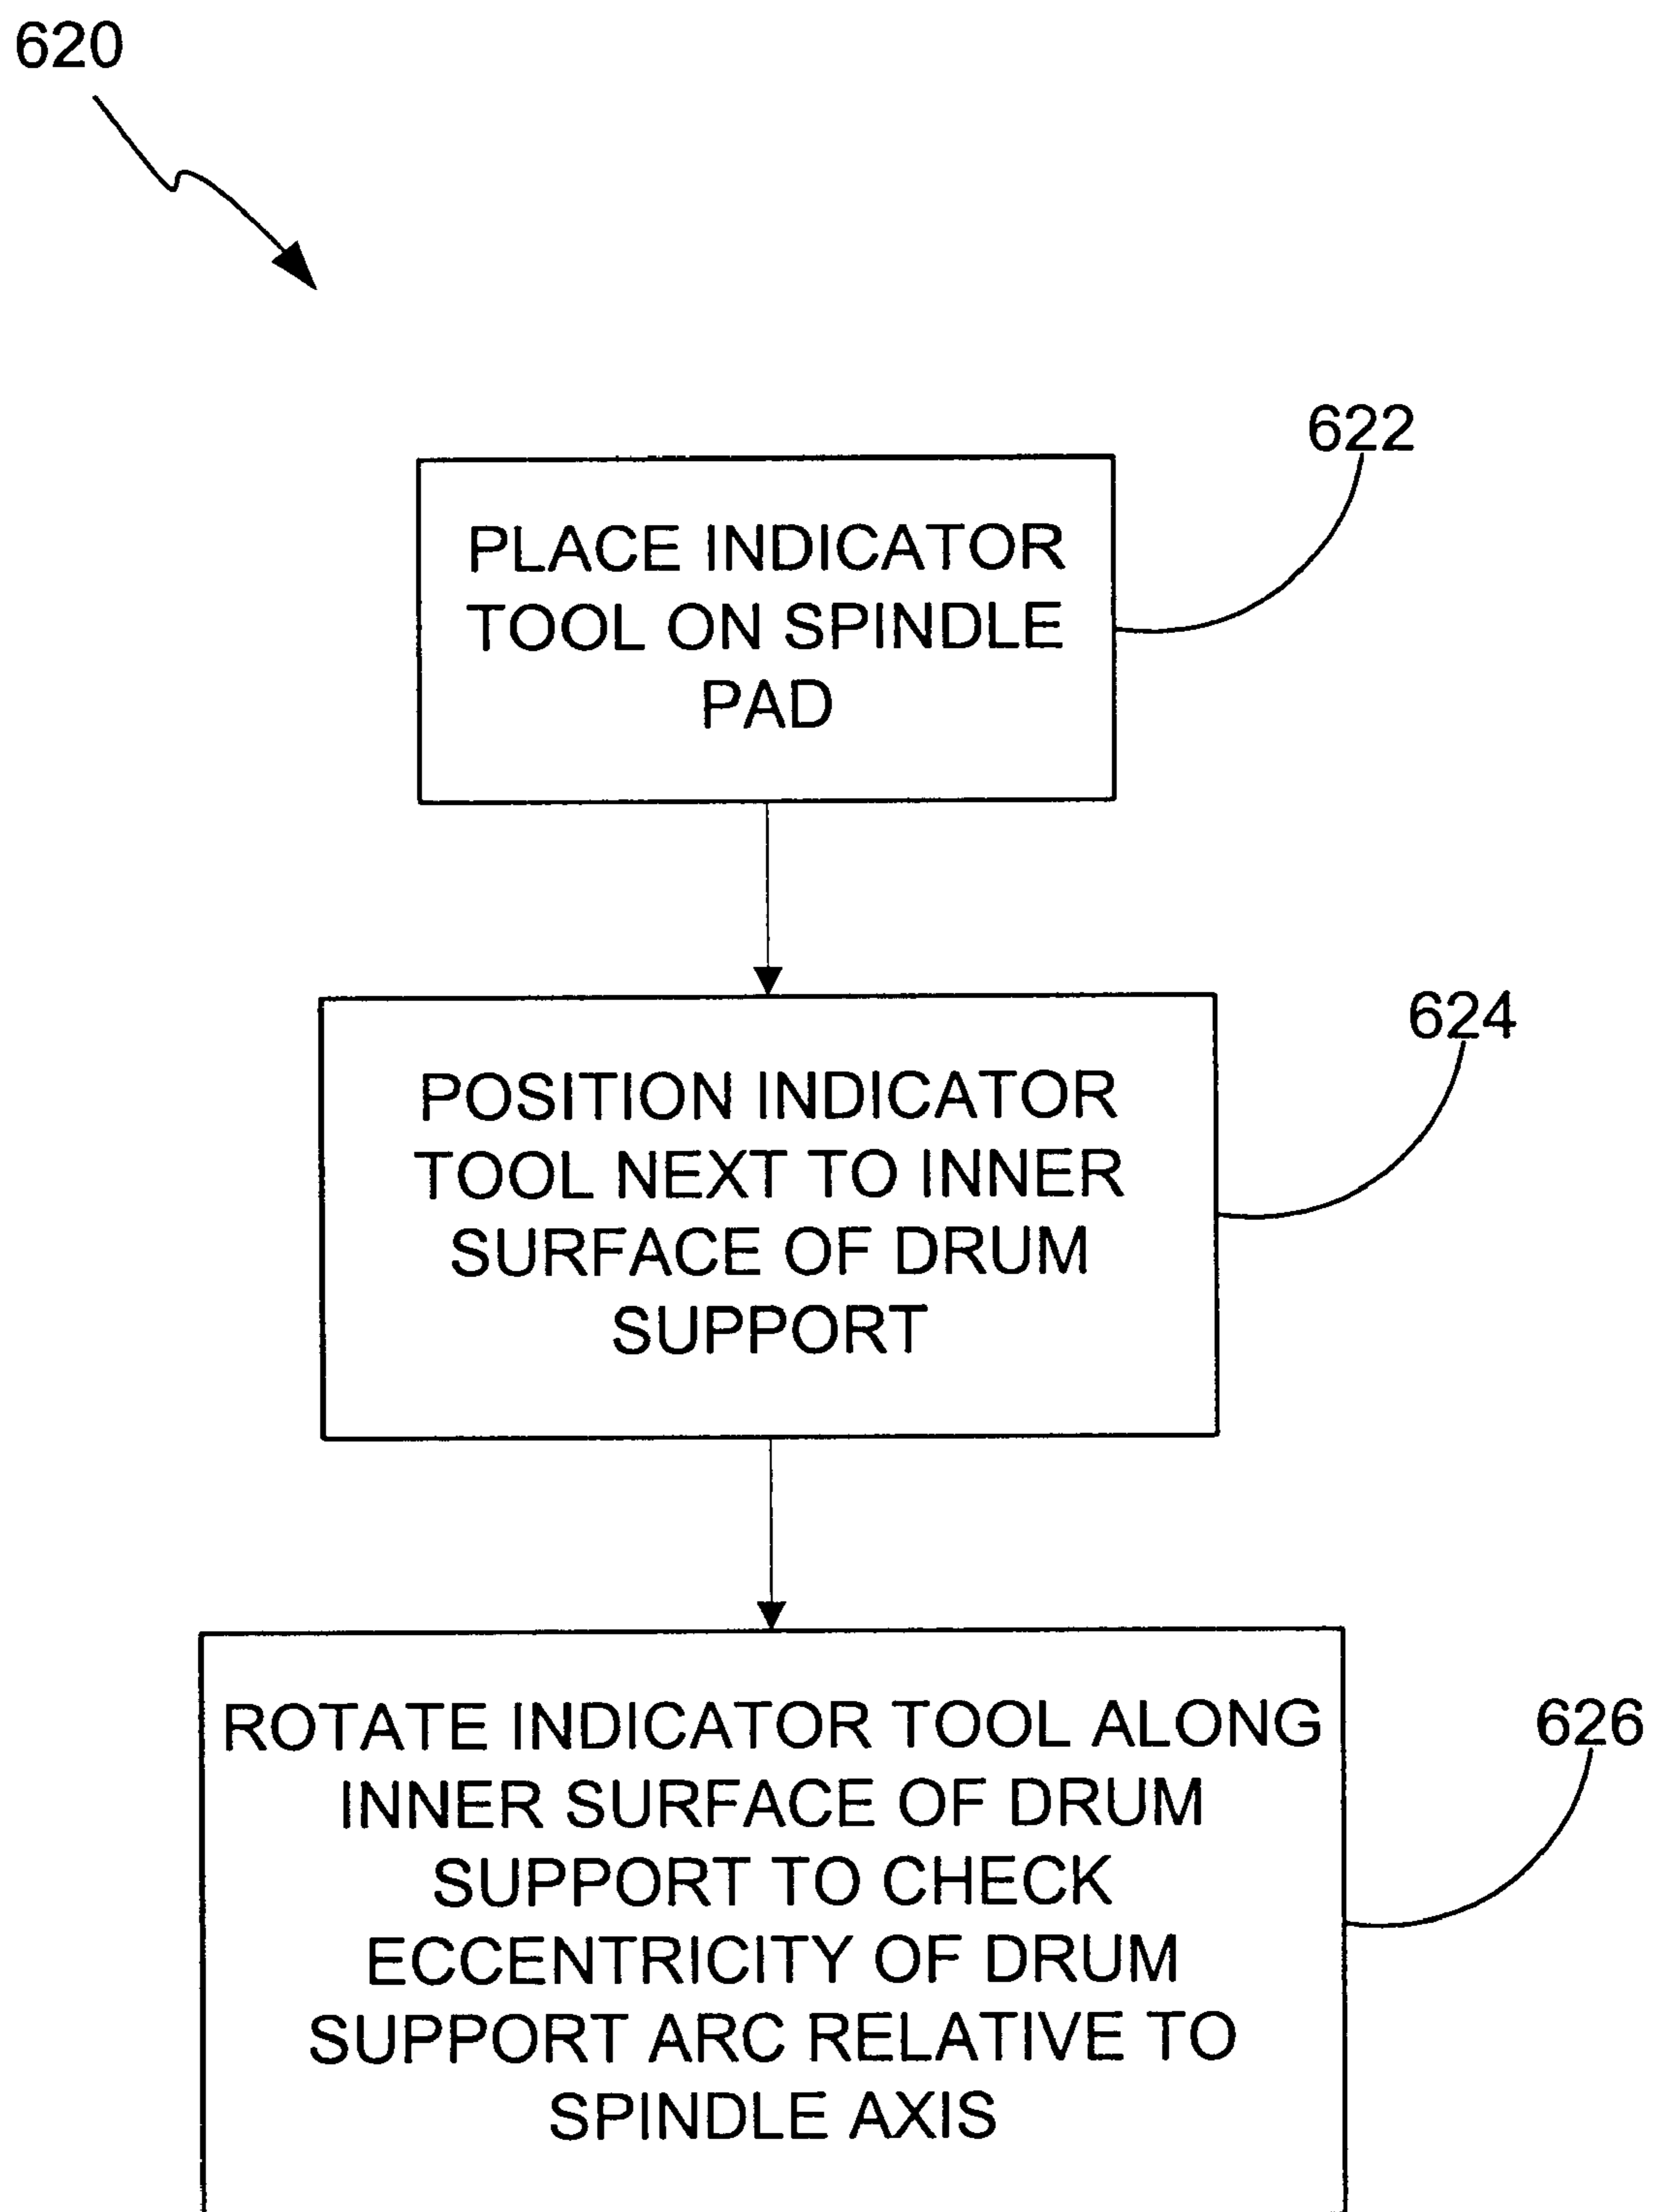 620
622
PLACE INDICATOR
TOOL ON SPINDLE
PAD
624
POSITION INDICATOR
TOOL NEXT TO INNER
SURFACE OF DRUM
SUPPORT
626
ROTATE INDICATOR TOOL ALONG
INNER SURFACE OF DRUM
SUPPORT TO CHECK
ECCENTRICITY OF DRUM
SUPPORT ARC RELATIVE TO
SPINDLE AXIS